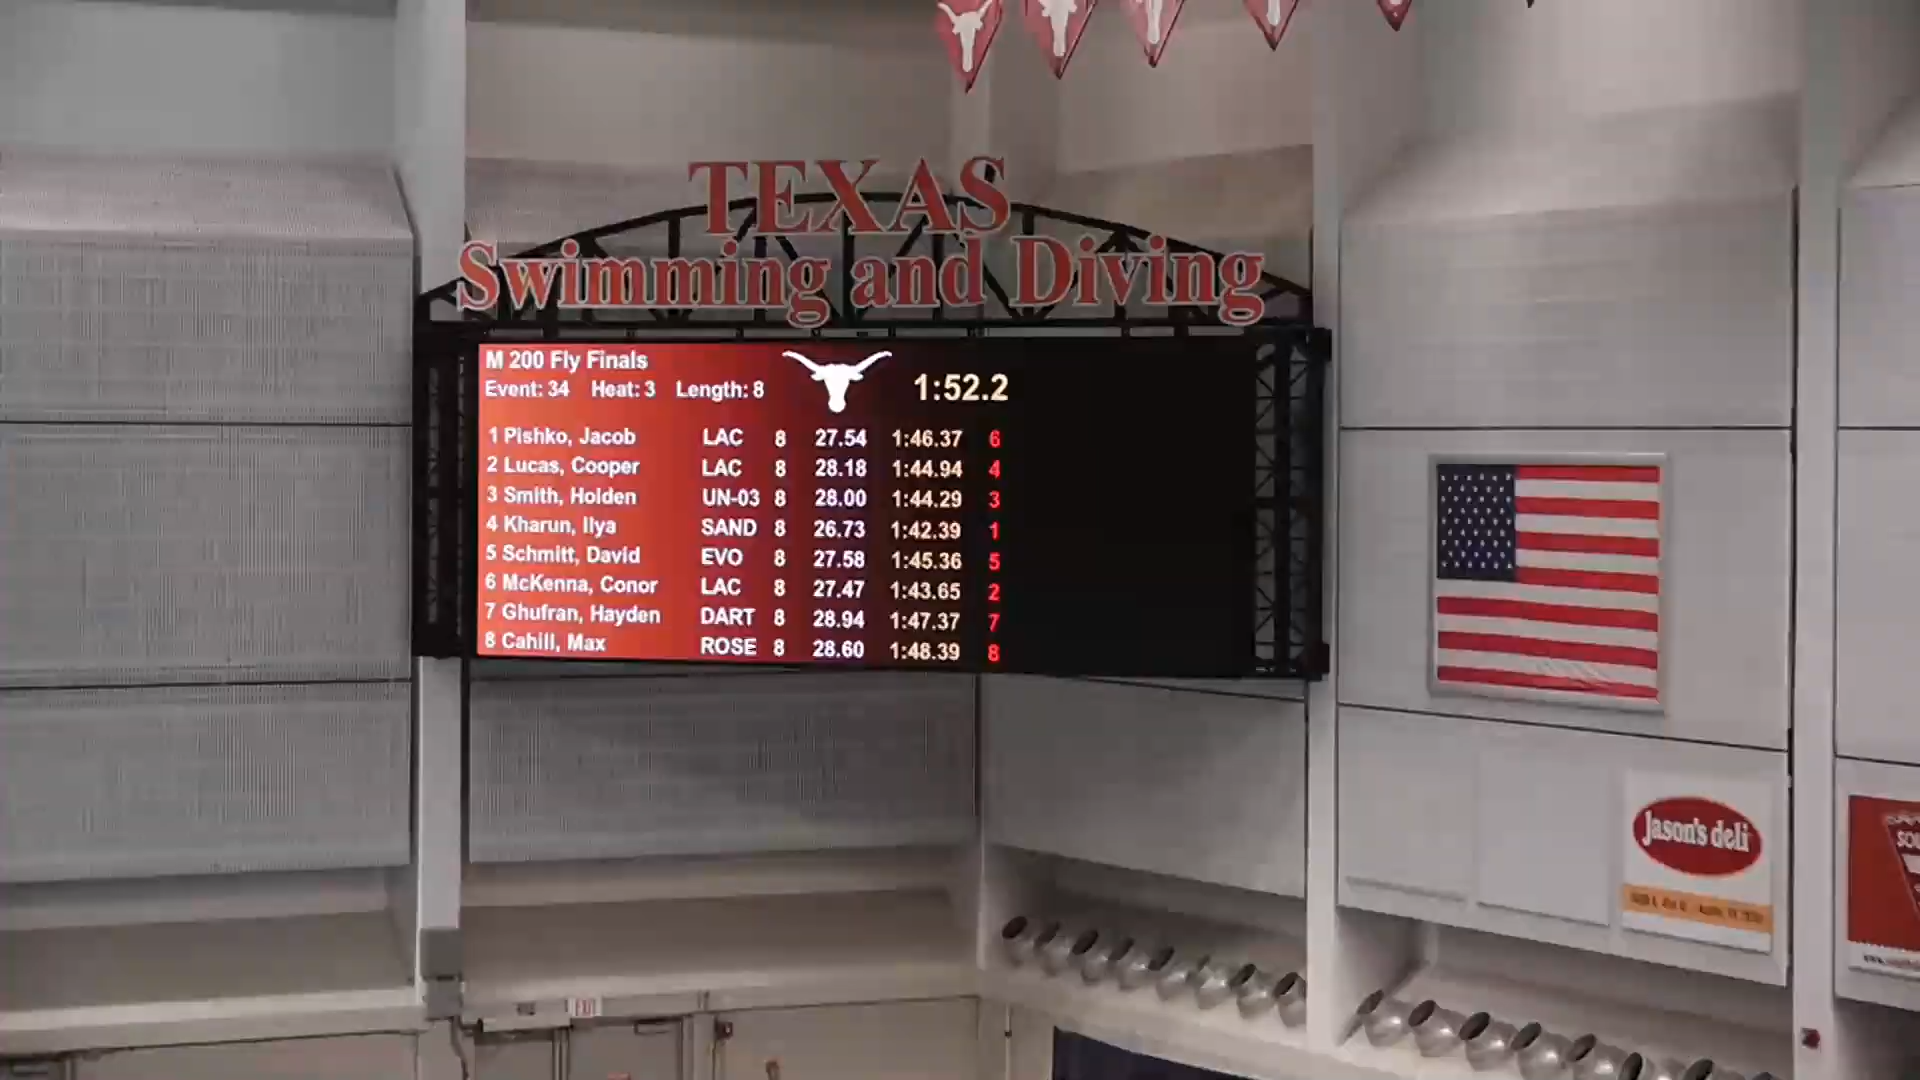 TEXAS
Swimming and Diving
M 200 Fly Finals
Event: 34 Heat: 3 Length: 8 1:52.2
1 Pishko, Jacob LAC 8 27.54 1:46.37 6
2 Lucas, Cooper LAC 8 28.18 1:44.94 4
3 Smith, Holden UN-03 8 28.00 1:44.29 3
4 Kharun, Ilya SAND 8 26.73 1:42.39 1
5 Schmitt, David EVO 8 27.58 1:45.36 5
6 McKenna, Conor LAC 8 27.47 1:43.65 2
7 Ghufran, Hayden DART 8 28.94 1:47.37 7
8 Cahill, Max ROSE 8 28.60 1:48.39 8
Jason's deli
EXIT